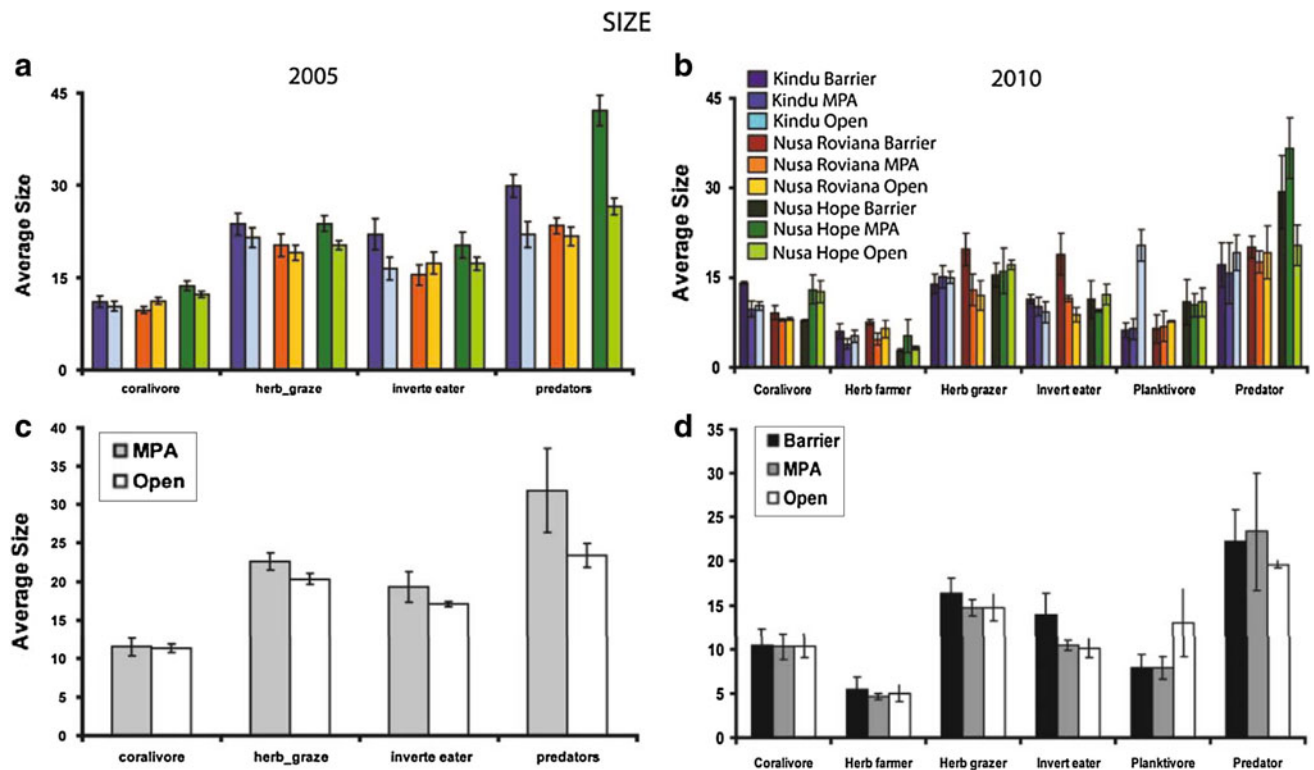 SIZE
a
2005
45
30
15
0
Average Size
coralivore herb_graze inverte eater predators
b
2010
Kindu Barrier
Kindu MPA
Kindu Open
Nusa Roviana Barrier
Nusa Roviana MPA
Nusa Roviana Open
Nusa Hope Barrier
Nusa Hope MPA
Nusa Hope Open
45
30
15
0
Average Size
Coralivore Herb farmer Herb grazer Invert eater Planktivore Predator
c
MPA
Open
40
35
30
25
20
15
10
5
0
Average Size
coralivore herb_graze inverte eater predators
d
Barrier
MPA
Open
35
30
25
20
15
10
5
0
Coralivore Herb farmer Herb grazer Invert eater Planktivore Predator